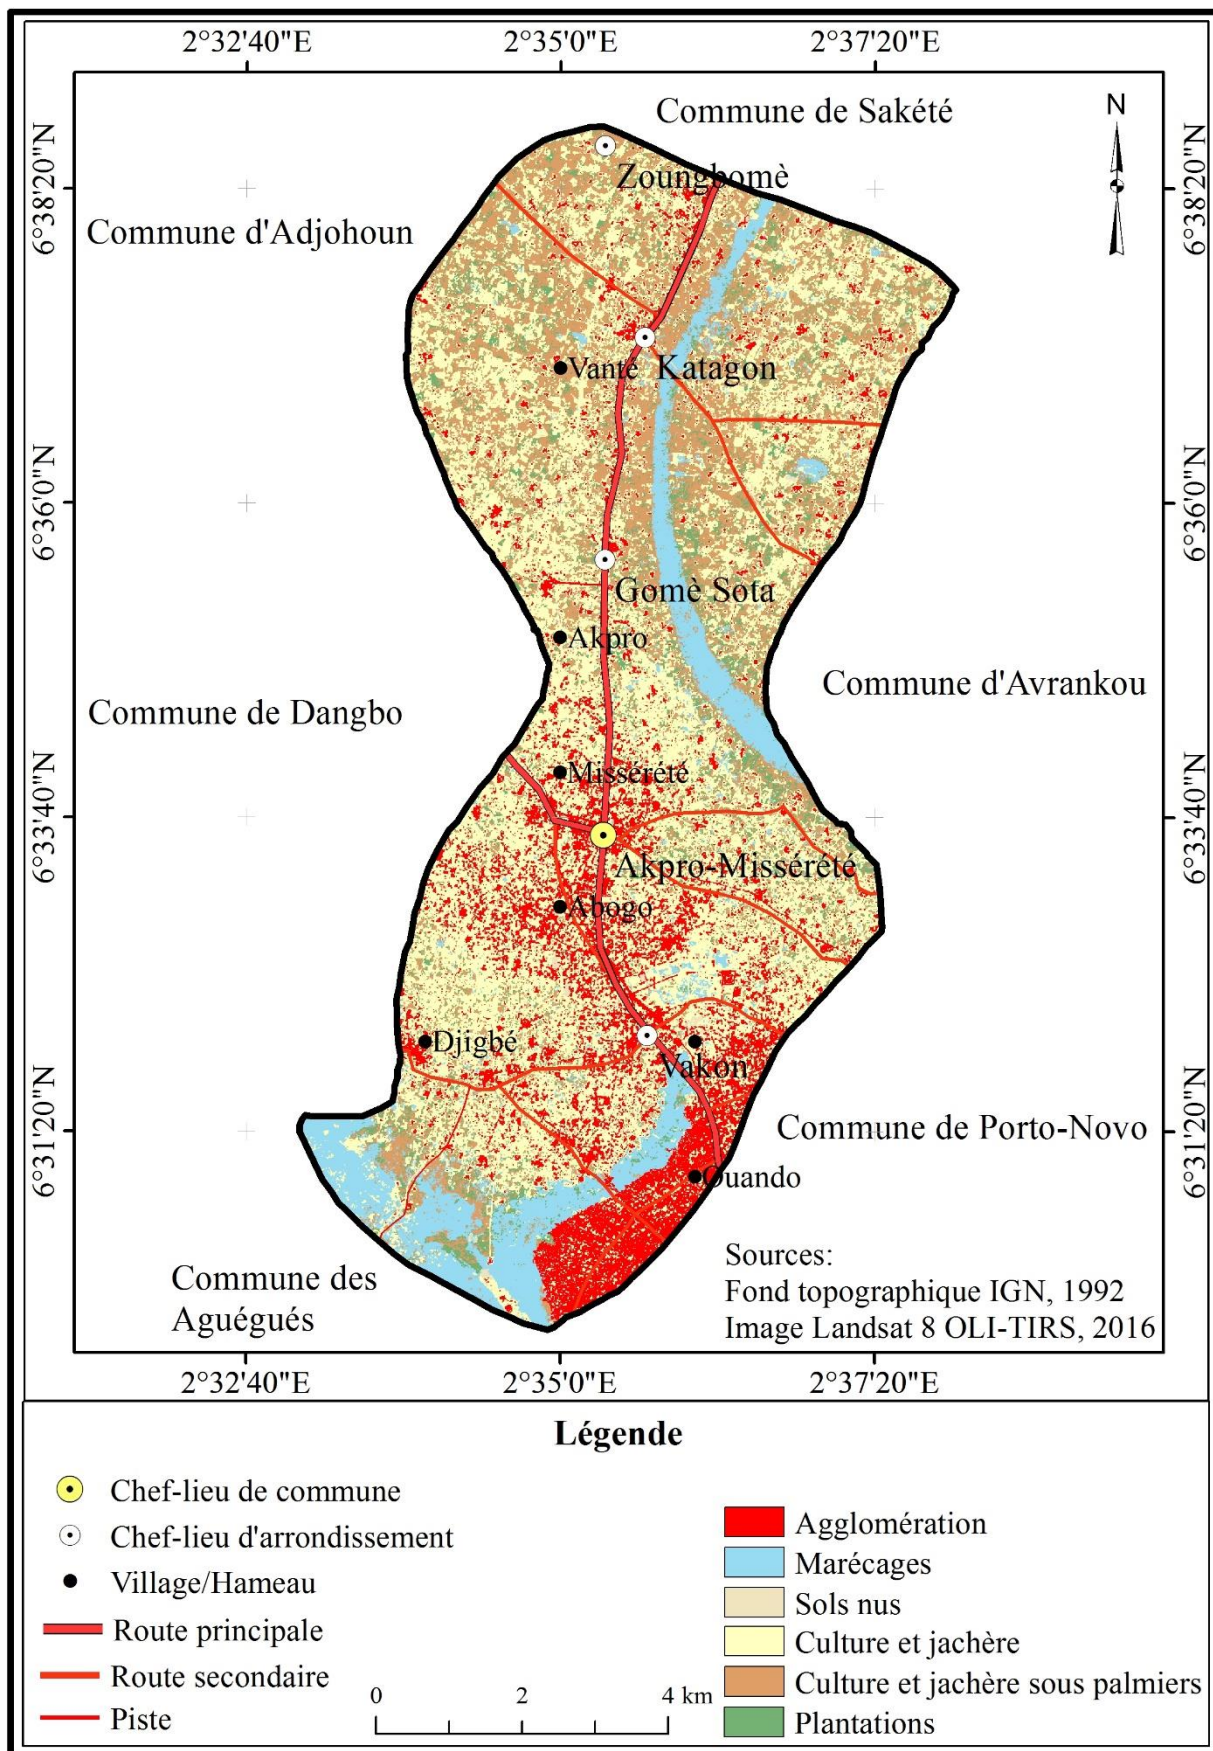 2°32'40"E 2°35'0"E 2°37'20"E
N
Commune de Sakété
Zoungbomè
6°38'20"N 6°38'20"N
Commune d'Adjohoun
Vanté Katagon
6°36'0"N 6°36'0"N
Gomè Sota
Akpro
Commune d'Avrankou
Commune de Dangbo
Missérété
6°33'40"N 6°33'40"N
Akpro-Missérété
Abogo
Djigbé
Vakon
Commune de Porto-Novo
6°31'20"N 6°31'20"N
Ouando
Commune des
Aguégués
Sources:
Fond topographique IGN, 1992
Image Landsat 8 OLI-TIRS, 2016
2°32'40"E 2°35'0"E 2°37'20"E
Légende
Chef-lieu de commune
Chef-lieu d'arrondissement
Village/Hameau
Route principale
Route secondaire
Piste
0 2 4 km
Agglomération
Marécages
Sols nus
Culture et jachère
Culture et jachère sous palmiers
Plantations